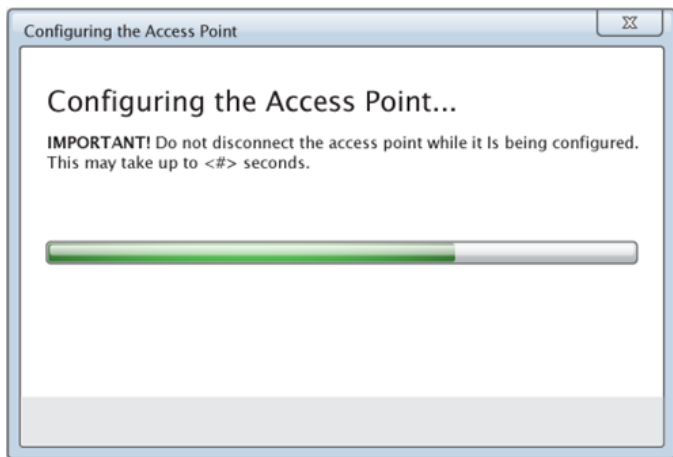 Configuring the Access Point
X
Configuring the Access Point...
IMPORTANT! Do not disconnect the access point while it Is being configured.
This may take up to <#> seconds.